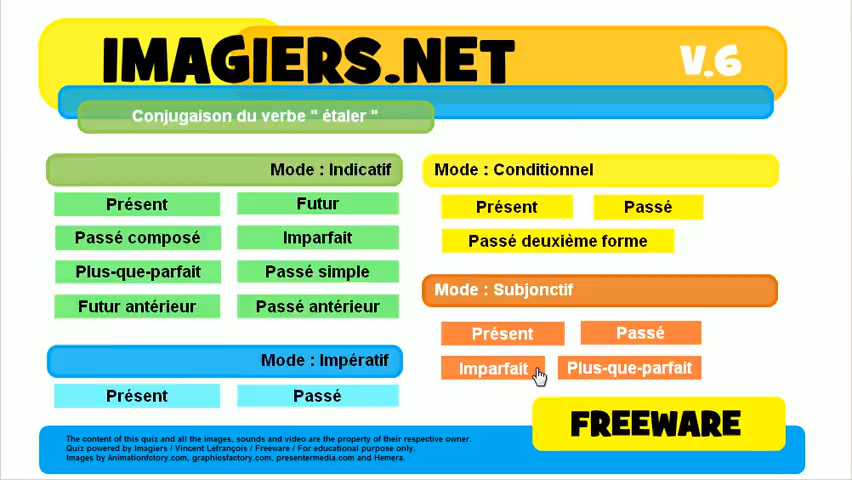 IMAGIERS.NET
V.6
Conjugaison du verbe " étaler "
Mode : Indicatif
Présent
Futur
Passé composé
Imparfait
Plus-que-parfait
Passé simple
Futur antérieur
Passé antérieur
Mode : Impératif
Présent
Passé
Mode : Conditionnel
Présent
Passé
Passé deuxième forme
Mode : Subjonctif
Présent
Passé
Imparfait
Plus-que-parfait
FREEWARE
The content of this quiz and all the images, sounds and video are the property of their respective owner.
Quiz powered by Imagiers / Vincent Lefrançois / Freeware / For educational purpose only.
Images by Animationfctory.com, graphicsfactory.com, presentermedia.com and Hemera.